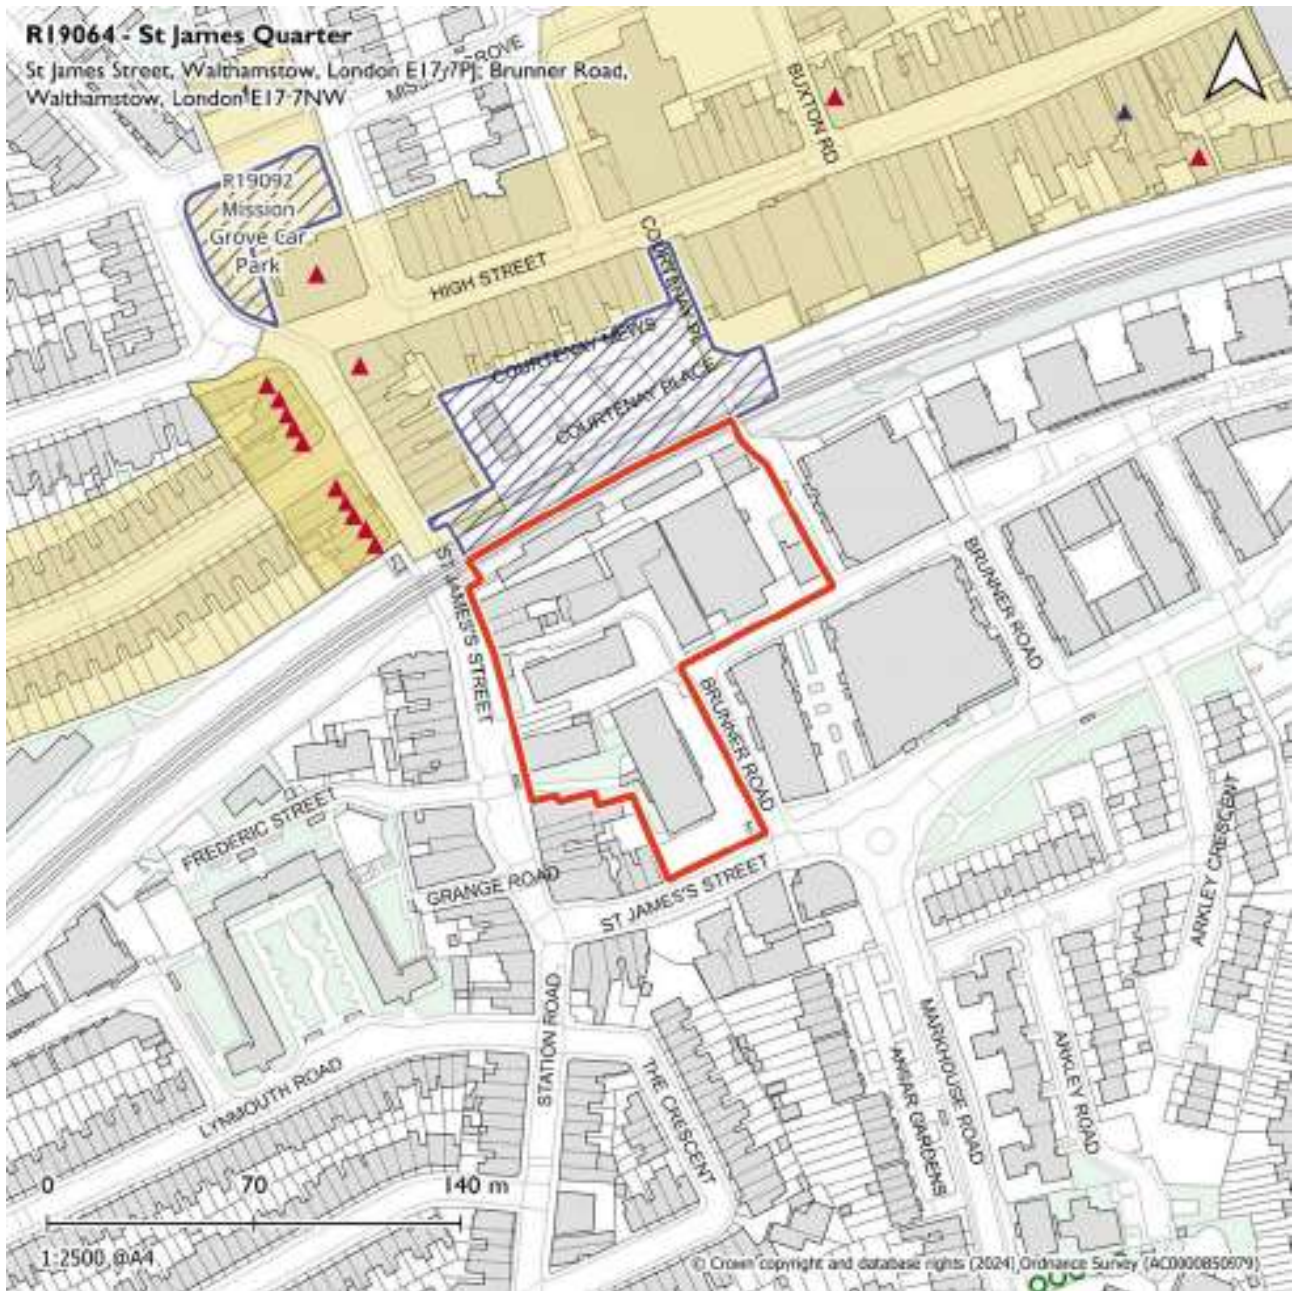 R19064 - St James Quarter
St James Street, Walthamstow, London E17 7PJ; Brunner Road,
Walthamstow, London E17 7NW
BUXTON RD
R19092
Mission
Grove Car
Park
HIGH STREET
COURTENAY MEWS
COURTENAY PLACE
ST JAMES'S STREET
BRUNNER ROAD
BRUNNER ROAD
FREDERIC STREET
GRANGE ROAD
ST JAMES'S STREET
ARKLEY CRESCENT
LYNMOUTH ROAD
STATION ROAD
THE CRESCENT
MARKHOUSE ROAD
ARKLEY ROAD
0 70 140 m
1:2500 @A4
© Crown copyright and database rights (2024) Ordnance Survey (AC0000850679)